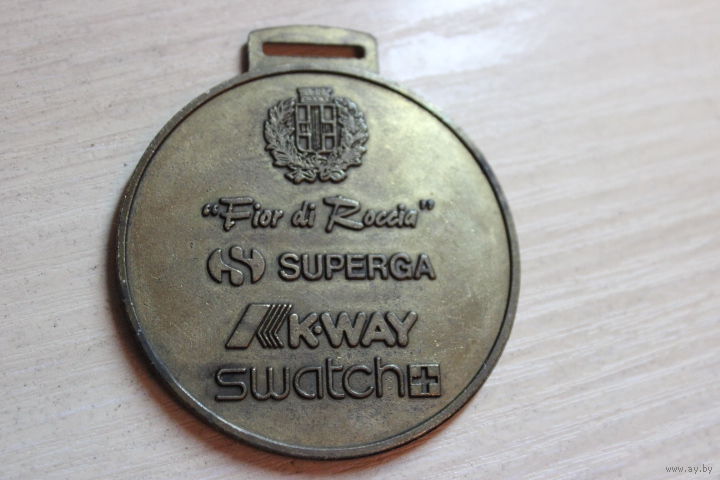 "Fior di Roccia"
SUPERGA
K·WAY
swatch
www.ay.by